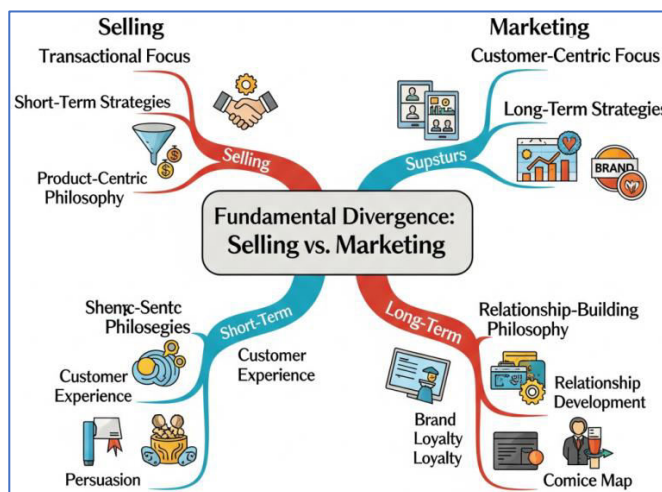 Selling
Transactional Focus
Short-Term Strategies
Product-Centric
Philosophy
Selling
Marketing
Customer-Centric Focus
Long-Term Strategies
Supsturs
BRAND
Fundamental Divergence:
Selling vs. Marketing
Short-Term
Philosegies
Customer
Experience
Customer
Experience
Persuasion
Long-Term
Relationship-Building
Philosophy
Relationship
Development
Brand
Loyalty
Loyalty
Comice Map